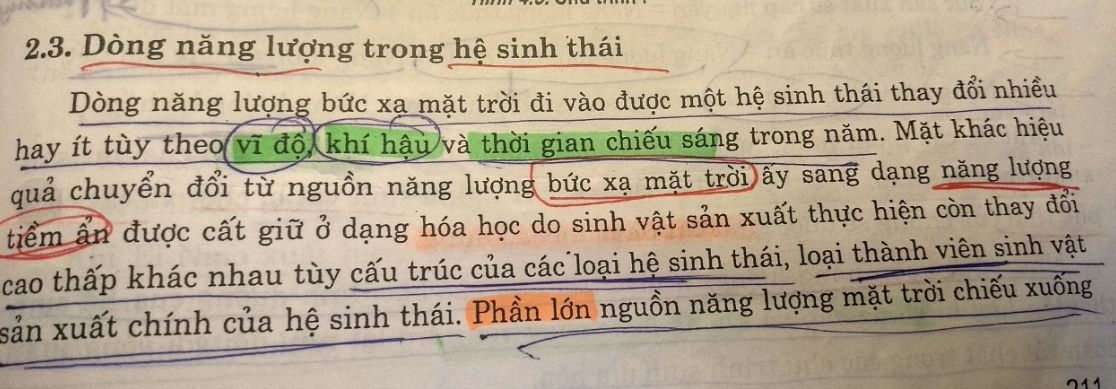 2.3. Dòng năng lượng trong hệ sinh thái
Dòng năng lượng bức xạ mặt trời đi vào được một hệ sinh thái thay đổi nhiều
hay ít tùy theo vĩ độ, khí hậu và thời gian chiếu sáng trong năm. Mặt khác hiệu
quả chuyển đổi từ nguồn năng lượng bức xạ mặt trời ấy sang dạng năng lượng
tiềm ẩn được cất giữ ở dạng hóa học do sinh vật sản xuất thực hiện còn thay đổi
cao thấp khác nhau tùy cấu trúc của các loại hệ sinh thái, loại thành viên sinh vật
sản xuất chính của hệ sinh thái. Phần lớn nguồn năng lượng mặt trời chiếu xuống
211